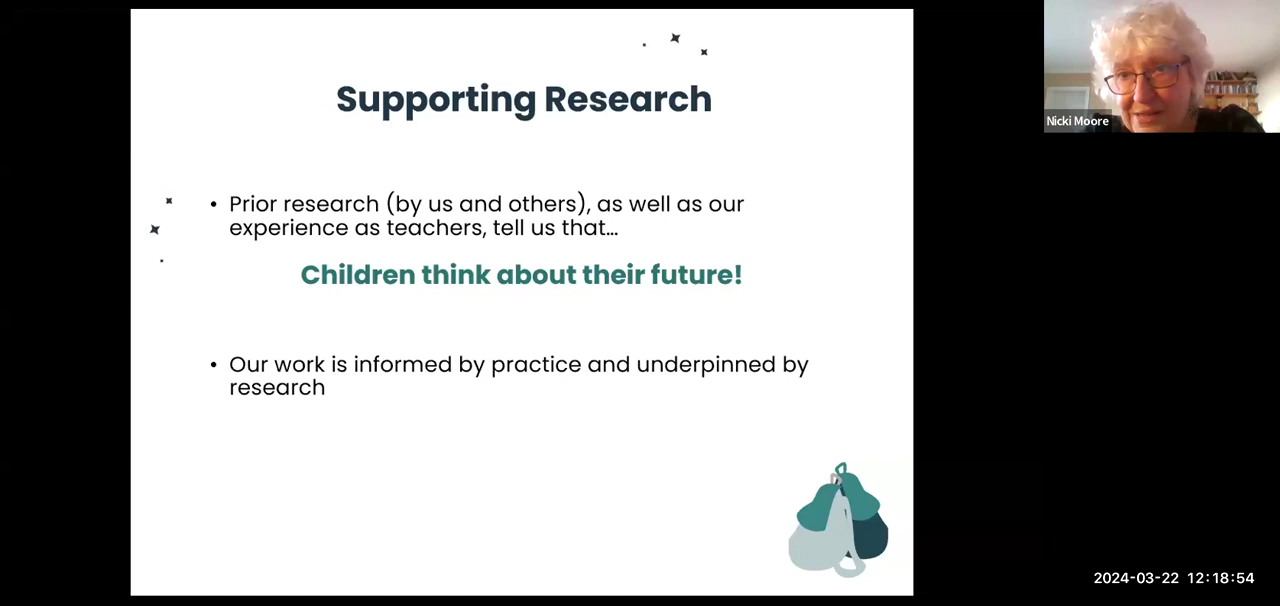 Supporting Research
• Prior research (by us and others), as well as our
experience as teachers, tell us that…
Children think about their future!
• Our work is informed by practice and underpinned by
research
Nicki Moore
2024-03-22 12:18:54